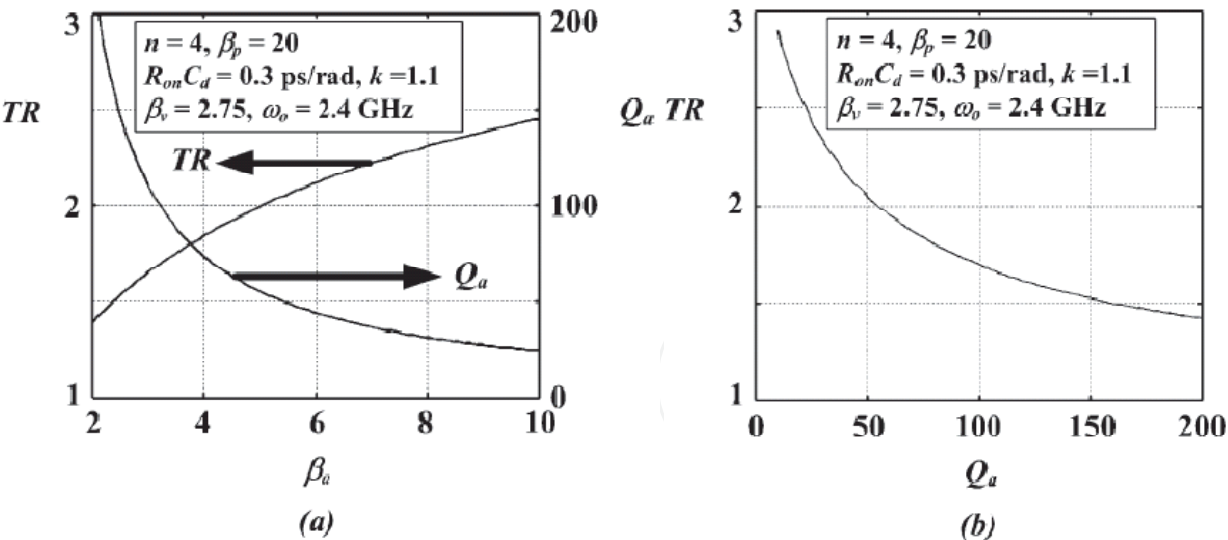 3
200
n = 4, βp = 20
RonCd = 0.3 ps/rad, k =1.1
βv = 2.75, ωo = 2.4 GHz
TR
Qa
TR
2
100
TR
Qa
1
0
2
4
6
8
10
βa
(a)
3
n = 4, βp = 20
RonCd = 0.3 ps/rad, k =1.1
βv = 2.75, ωo = 2.4 GHz
2
1
0
50
100
150
200
Qa
(b)